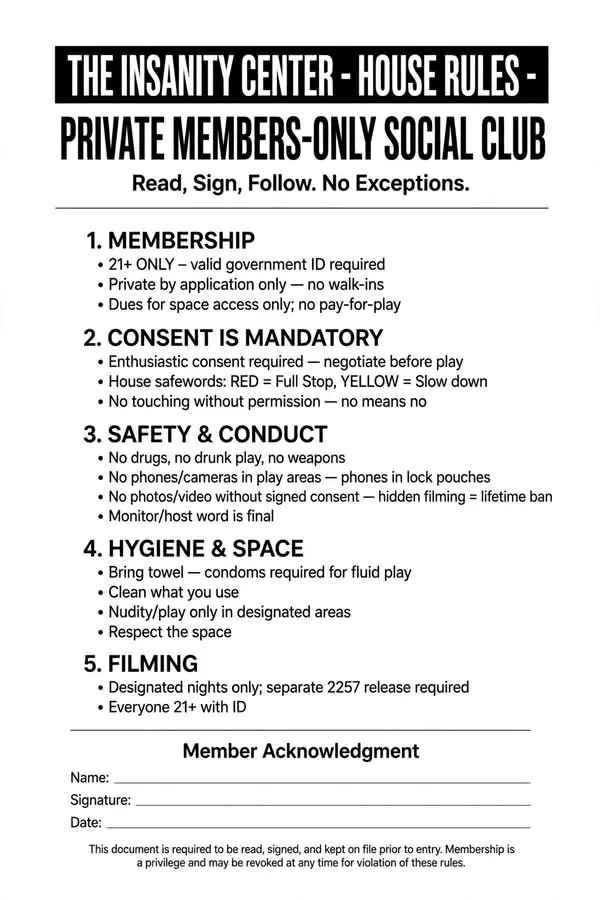 THE INSANITY CENTER - HOUSE RULES -
PRIVATE MEMBERS-ONLY SOCIAL CLUB
Read, Sign, Follow. No Exceptions.
1. MEMBERSHIP
• 21+ ONLY – valid government ID required
• Private by application only — no walk-ins
• Dues for space access only; no pay-for-play
2. CONSENT IS MANDATORY
• Enthusiastic consent required — negotiate before play
• House safewords: RED = Full Stop, YELLOW = Slow down
• No touching without permission — no means no
3. SAFETY & CONDUCT
• No drugs, no drunk play, no weapons
• No phones/cameras in play areas — phones in lock pouches
• No photos/video without signed consent — hidden filming = lifetime ban
• Monitor/host word is final
4. HYGIENE & SPACE
• Bring towel — condoms required for fluid play
• Clean what you use
• Nudity/play only in designated areas
• Respect the space
5. FILMING
• Designated nights only; separate 2257 release required
• Everyone 21+ with ID
Member Acknowledgment
Name:
Signature:
Date:
This document is required to be read, signed, and kept on file prior to entry. Membership is
a privilege and may be revoked at any time for violation of these rules.